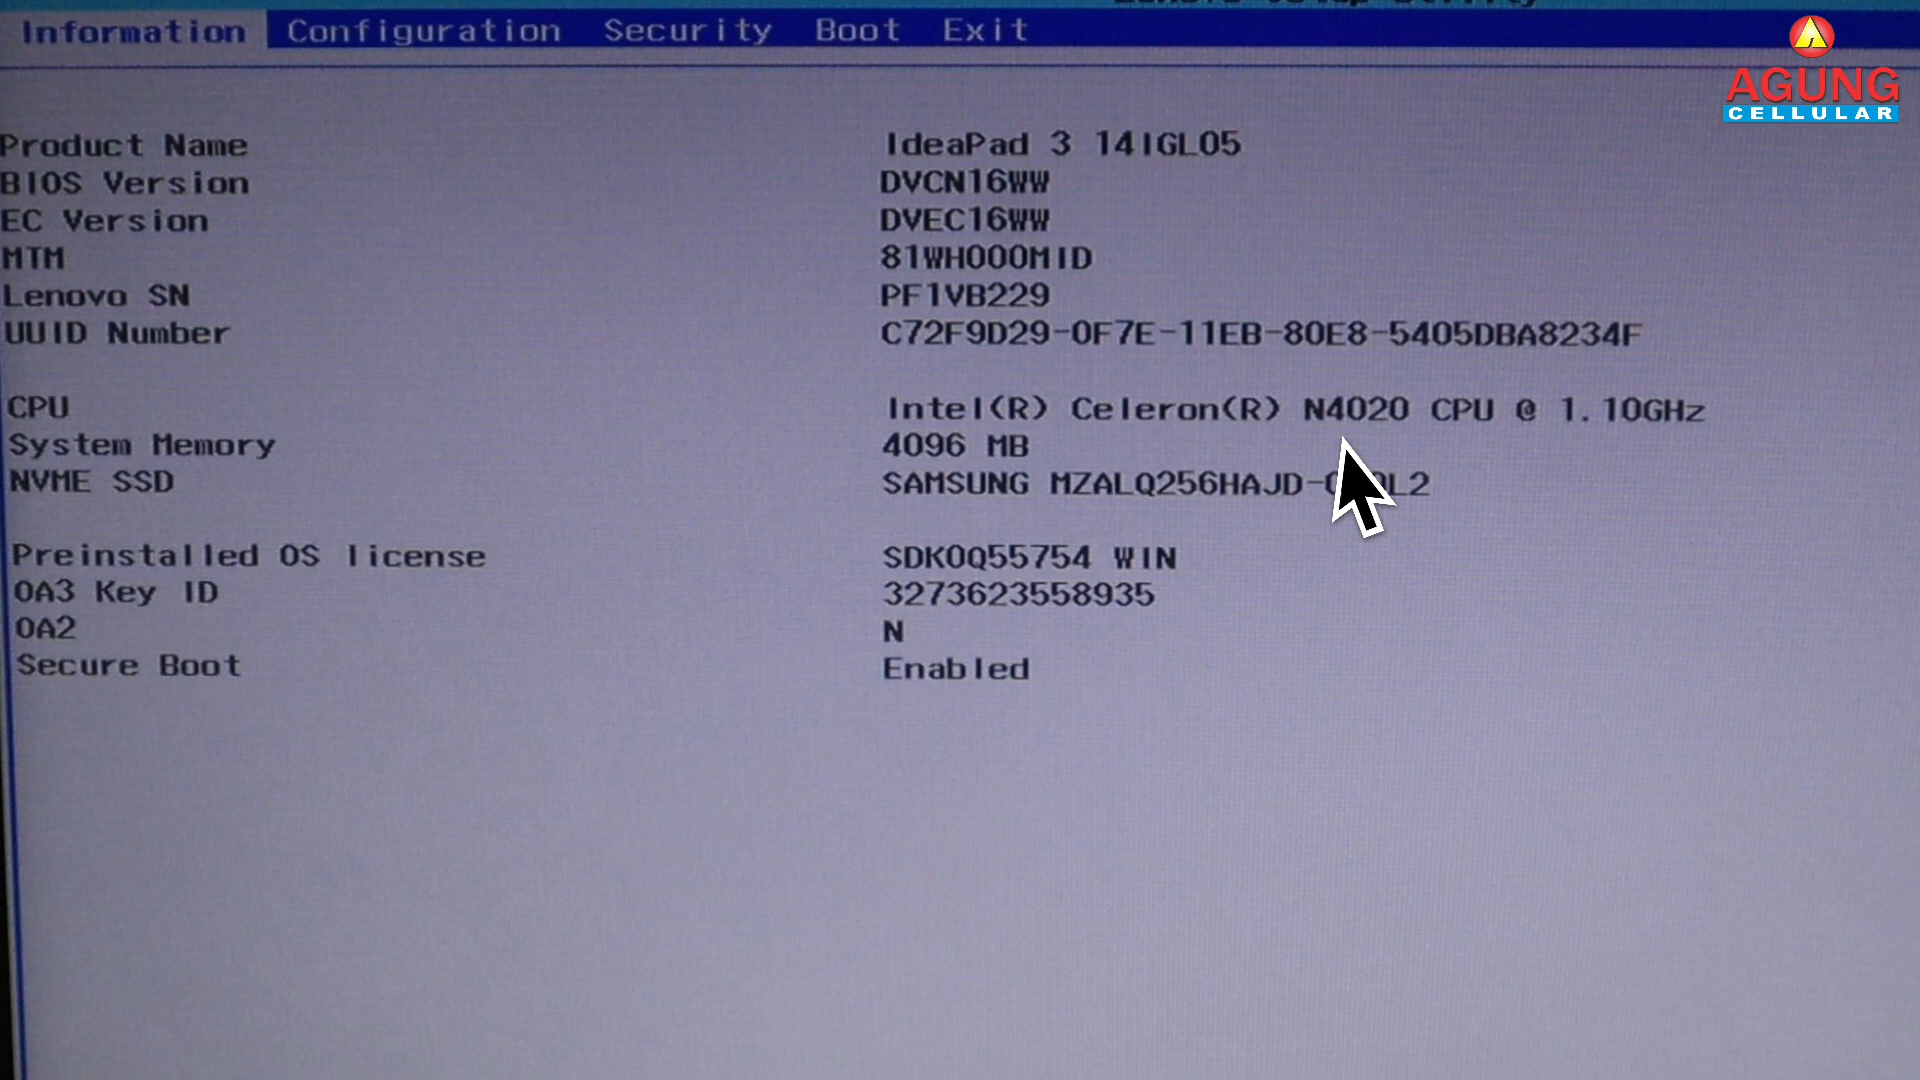 Information Configuration Security Boot Exit
AGUNG
CELLULAR
Product Name IdeaPad 3 14IGL05
BIOS Version DVCN16WW
EC Version DVEC16WW
MTM 81WH000MID
Lenovo SN PF1VB229
UUID Number C72F9D29-0F7E-11EB-80E8-5405DBA8234F
CPU Intel(R) Celeron(R) N4020 CPU @ 1.10GHz
System Memory 4096 MB
NVME SSD SAMSUNG
Preinstalled OS license SDK0Q55754 WIN
OA3 Key ID 3273623558935
OA2 N
Secure Boot Enabled